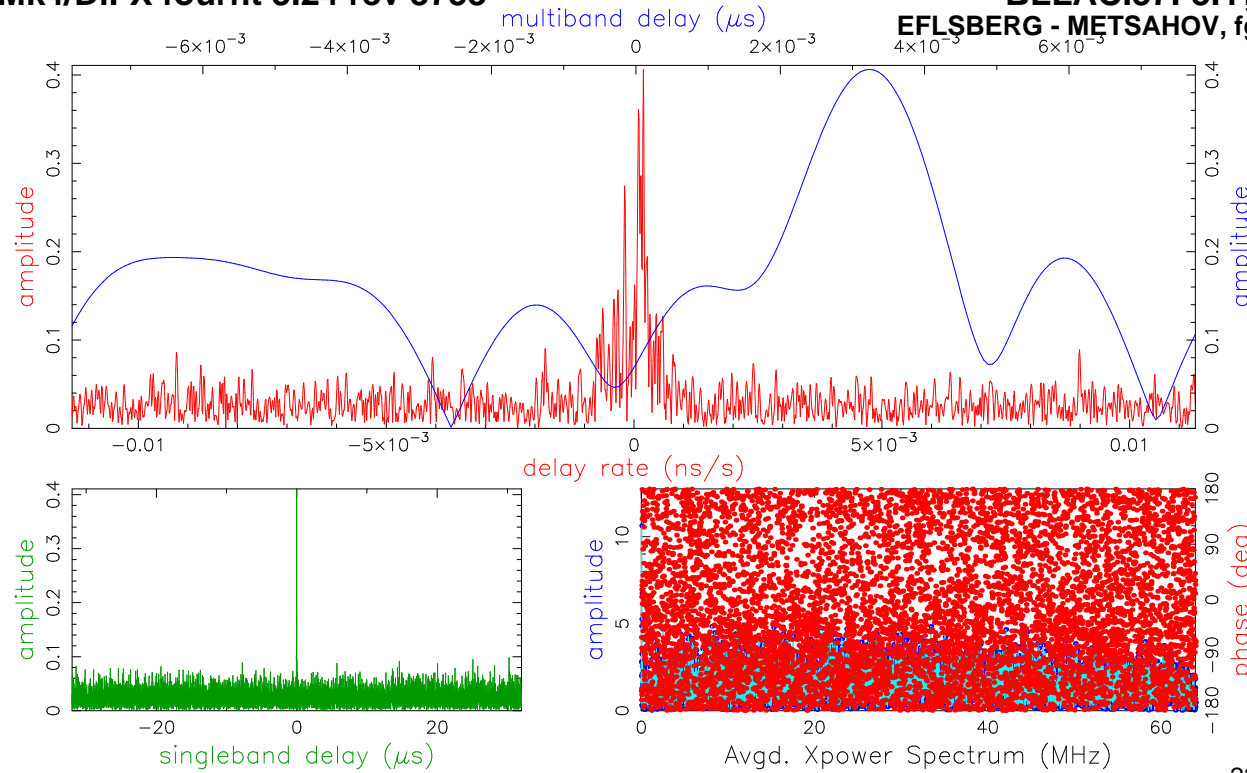 multiband delay (μs)
EFLSBERG - METSAHOV,
−6×10⁻³ −4×10⁻³ −2×10⁻³ 0 2×10⁻³ 4×10⁻³ 6×10⁻³
amplitude
0 0.1 0.2 0.3 0.4
0 0.1 0.2 0.3 0.4
amplitude
−0.01 −5×10⁻³ 0 5×10⁻³ 0.01
delay rate (ns/s)
amplitude
0 0.1 0.2 0.3 0.4
−20 0 20
singleband delay (μs)
amplitude
0 5 10
−180 −90 0 90 180
phase (deg)
0 20 40 60
Avgd. Xpower Spectrum (MHz)